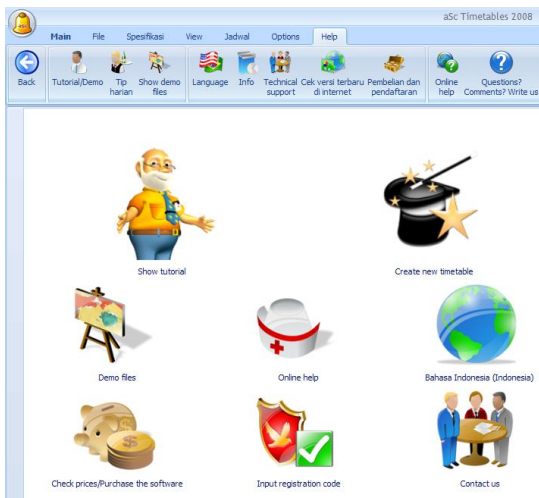 aSc Timetables 2008
Main File Spesifikasi View Jadwal Options Help
Back Tutorial/Demo Tip harian Show demo files Language Info Technical support Cek versi terbaru di internet Pembelian dan pendaftaran Online help Questions? Comments? Write us
Show tutorial Create new timetable
Demo files Online help Bahasa Indonesia (Indonesia)
Check prices/Purchase the software Input registration code Contact us